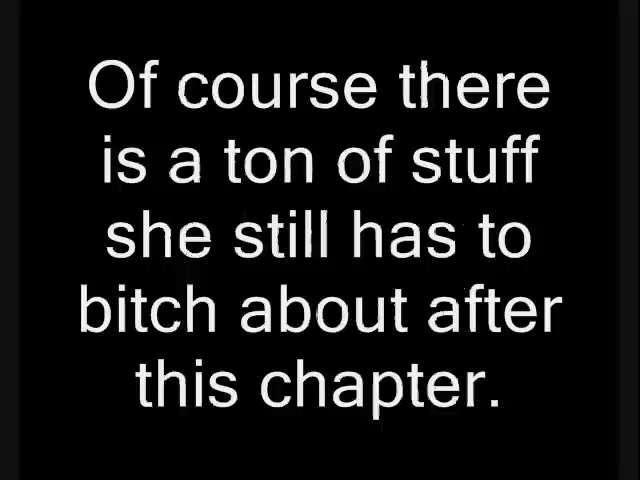 Of course there
is a ton of stuff
she still has to
bitch about after
this chapter.